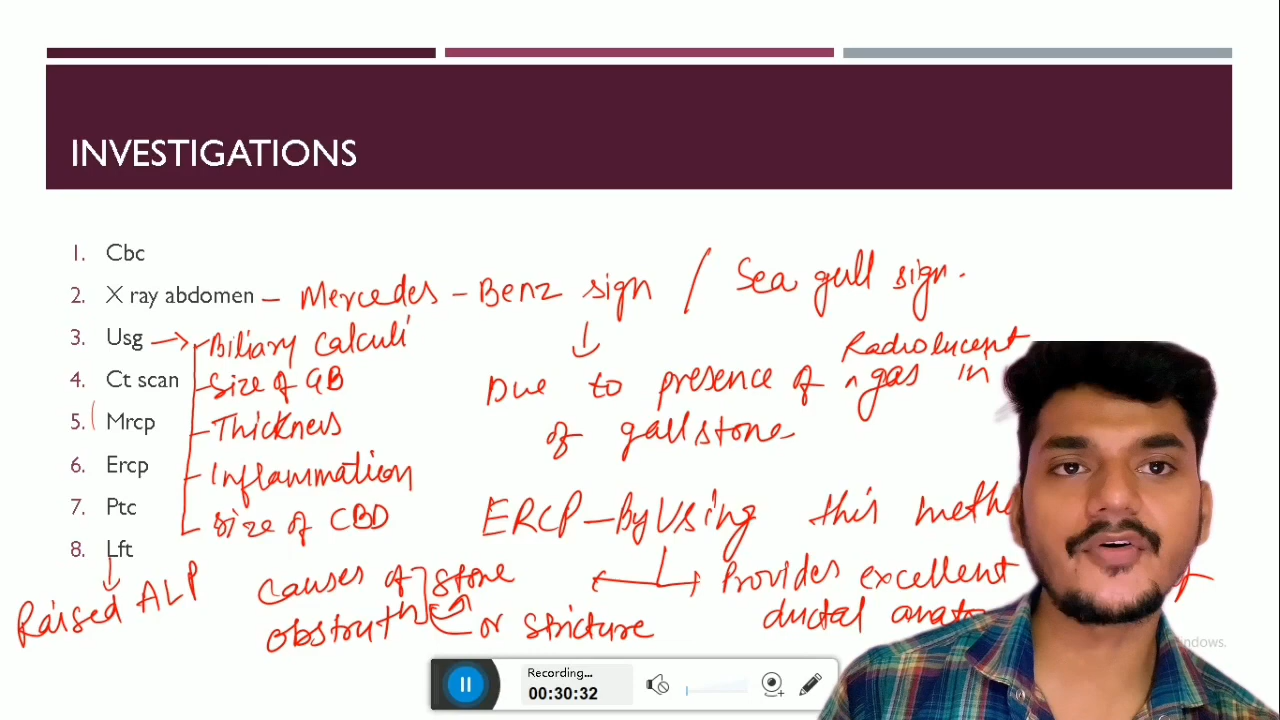 INVESTIGATIONS
1. Cbc
2. X ray abdomen – Mercedes - Benz sign / Sea gull sign.
3. Usg → Biliary Calculi
Radiolucent
4. Ct scan
Size of GB
Due to presence of gas in
5. Mrcp
Thickness
of gallstone
6. Ercp
Inflammation
7. Ptc
Size of CBD
ERCP – By Using this
8. Lft
Raised ALP
Causes of stone
Provides excellent
or stricture
ductal
Recording...
00:30:32